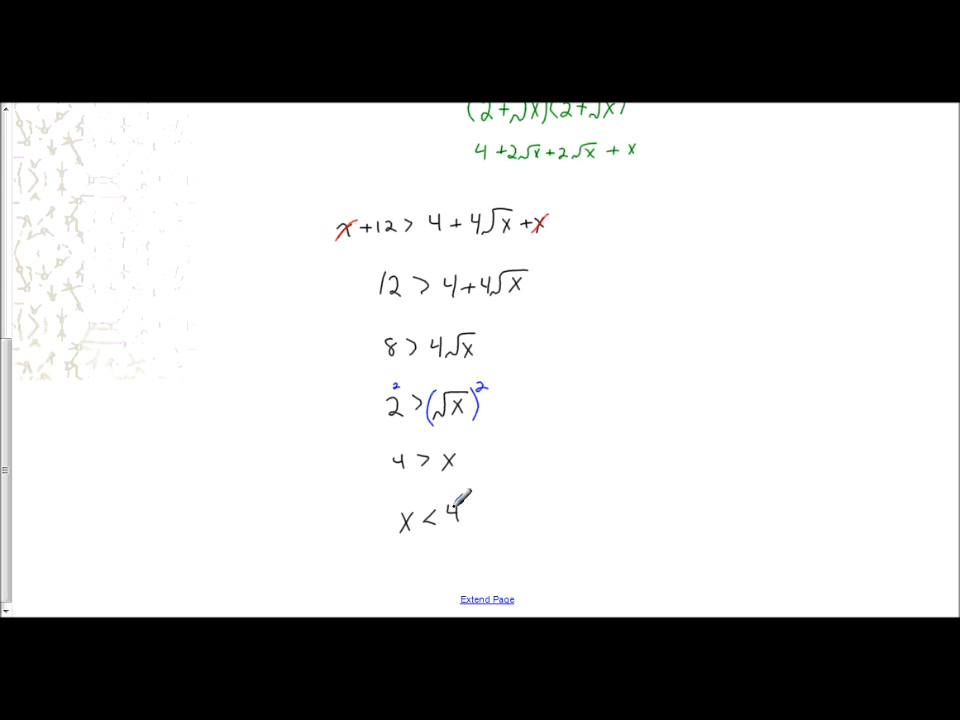 (2+√x)(2+√x)
4 +2√x+2√x + x
x +12 > 4 + 4√x +x
12 > 4+4√x
8 > 4√x
2² > (√x)²
4 > x
x < 4
Extend Page